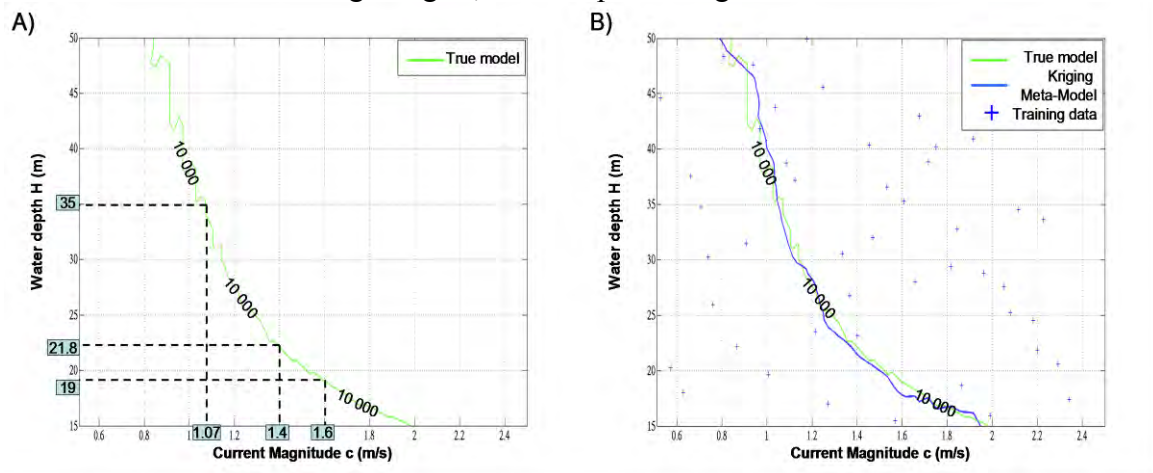 A)
50
45
40
35
30
25
21.8
20
19
15
Water depth H (m)
True model
10 000
10 000
10 000
0.6 0.8 1 1.07 1.2 1.4 1.6 1.8 2 2.2 2.4
Current Magnitude c (m/s)
B)
50
45
40
35
30
25
20
15
Water depth H (m)
True model
Kriging
Meta-Model
Training data
10 000
10 000
10 000
0.6 0.8 1 1.2 1.4 1.6 1.8 2 2.2 2.4
Current Magnitude c (m/s)